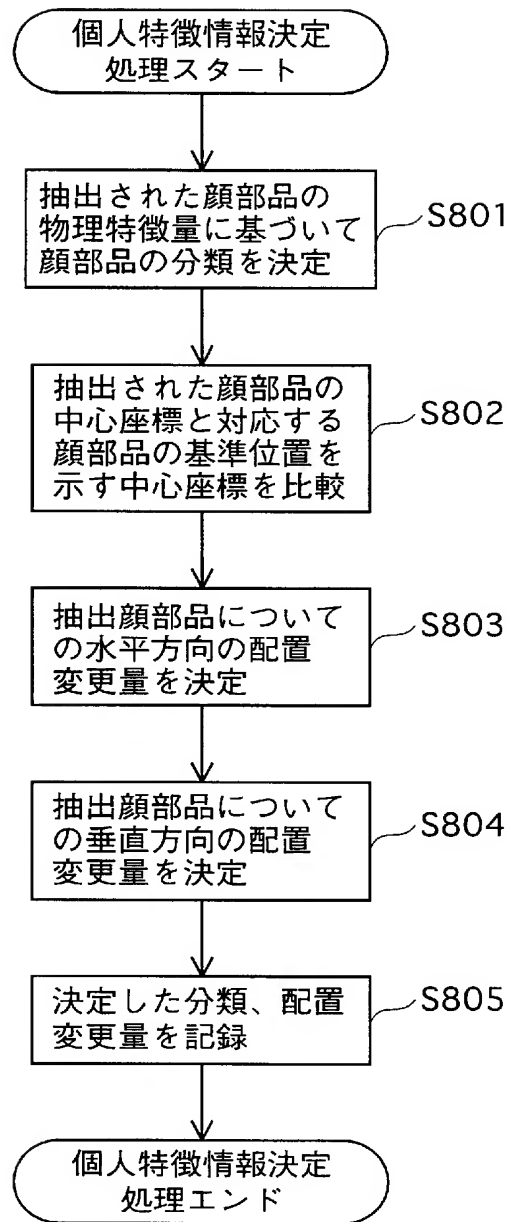 個人特徴情報決定
処理スタート
抽出された顔部品の
物理特徴量に基づいて
顔部品の分類を決定
S801
抽出された顔部品の
中心座標と対応する
顔部品の基準位置を
示す中心座標を比較
S802
抽出顔部品について
の水平方向の配置
変更量を決定
S803
抽出顔部品について
の垂直方向の配置
変更量を決定
S804
決定した分類、配置
変更量を記録
S805
個人特徴情報決定
処理エンド